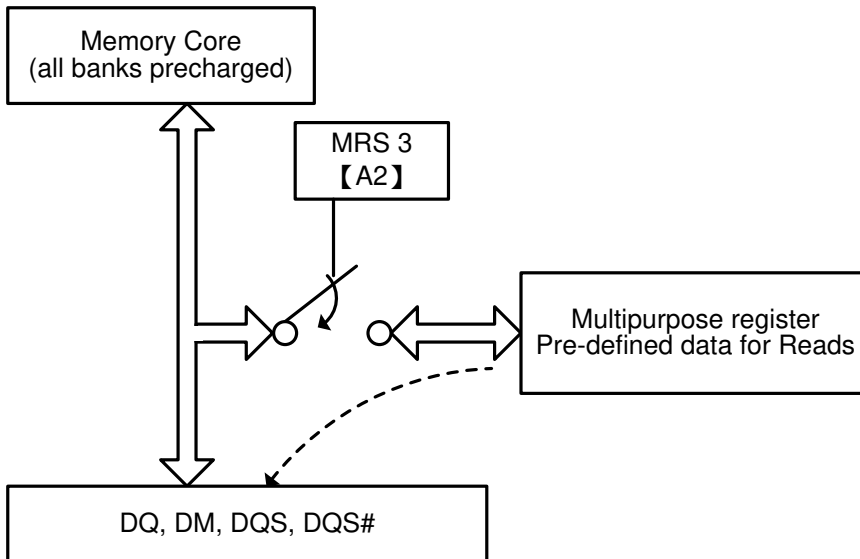 Memory Core
(all banks precharged)
MRS 3
【A2】
Multipurpose register
Pre-defined data for Reads
DQ, DM, DQS, DQS#